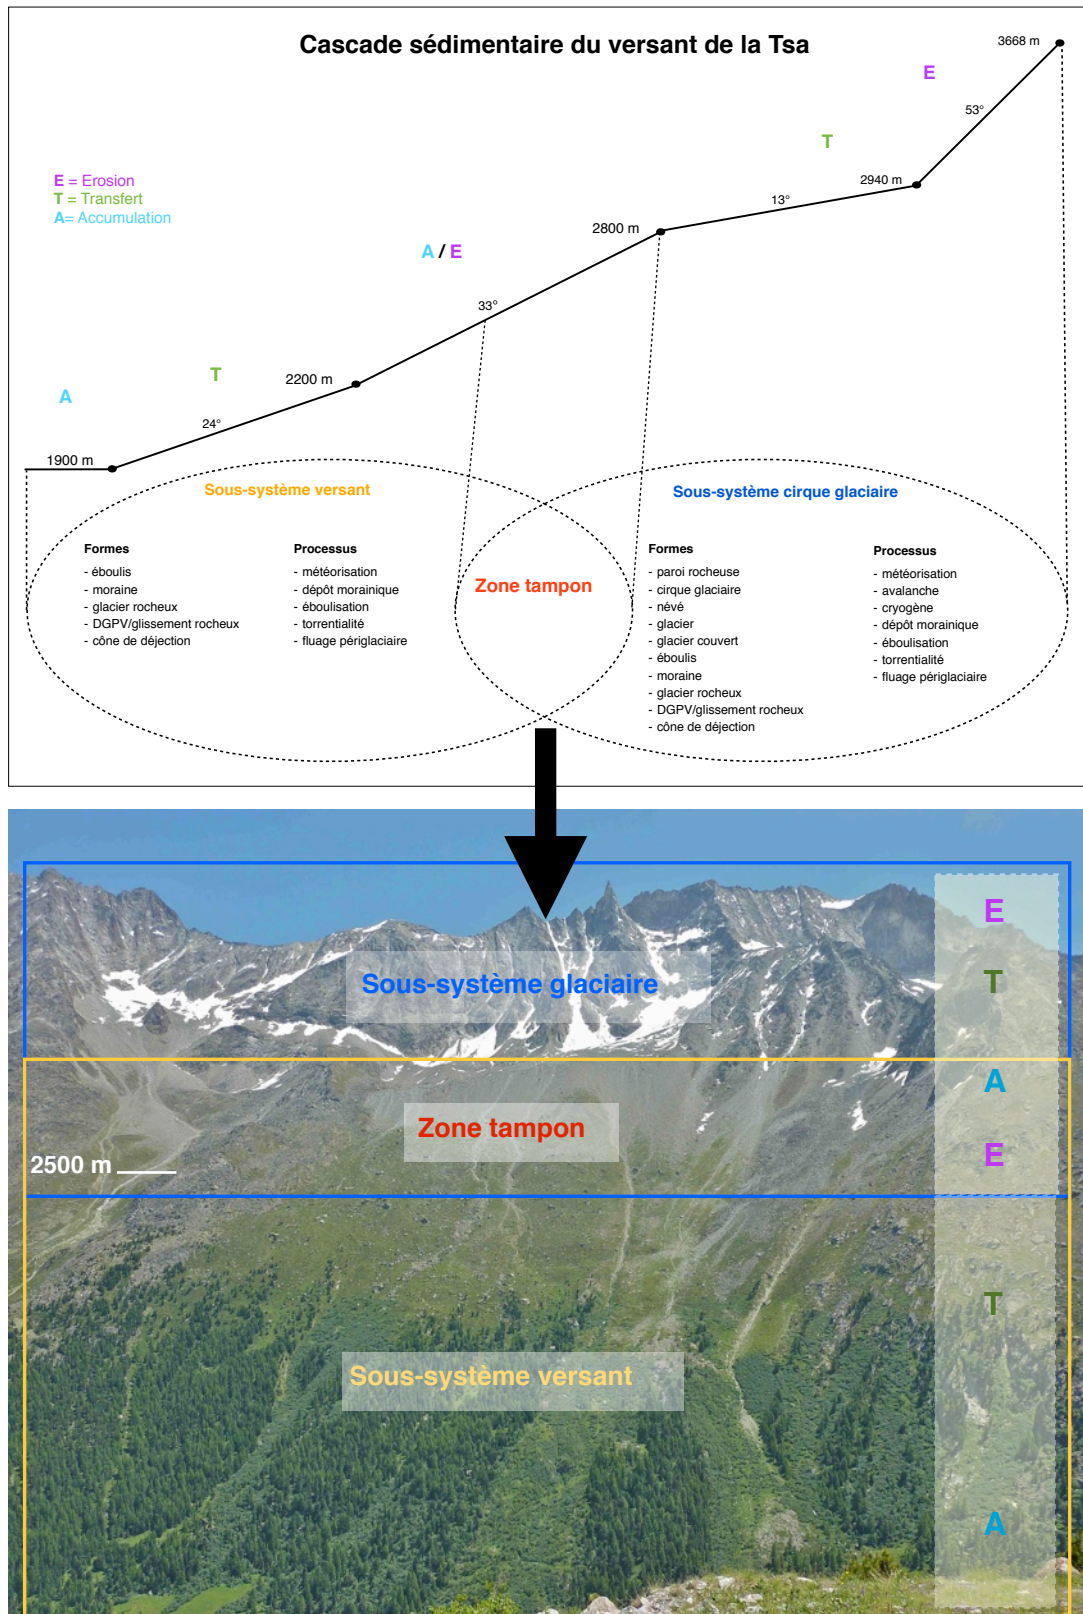 Cascade sédimentaire du versant de la Tsa
3668 m
E
53°
T
2940 m
13°
E = Erosion
T = Transfert
A= Accumulation
2800 m
A / E
33°
2200 m
T
A
24°
1900 m
Sous-système versant
Formes
- éboulis
- moraine
- glacier rocheux
- DGPV/glissement rocheux
- cône de déjection
Processus
- météorisation
- dépôt morainique
- éboulisation
- torrentialité
- fluage périglaciaire
Zone tampon
Sous-système cirque glaciaire
Formes
- paroi rocheuse
- cirque glaciaire
- névé
- glacier
- glacier couvert
- éboulis
- moraine
- glacier rocheux
- DGPV/glissement rocheux
- cône de déjection
Processus
- météorisation
- avalanche
- cryogène
- dépôt morainique
- éboulisation
- torrentialité
- fluage périglaciaire
E
Sous-système glaciaire
T
A
Zone tampon
E
2500 m
T
Sous-système versant
A